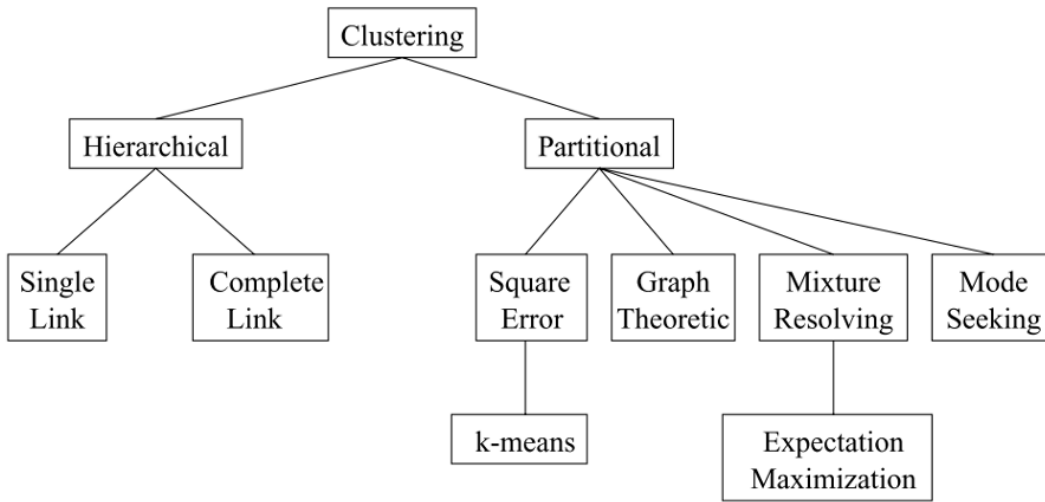 Clustering
Hierarchical
Partitional
Single
Link
Complete
Link
Square
Error
Graph
Theoretic
Mixture
Resolving
Mode
Seeking
k-means
Expectation
Maximization